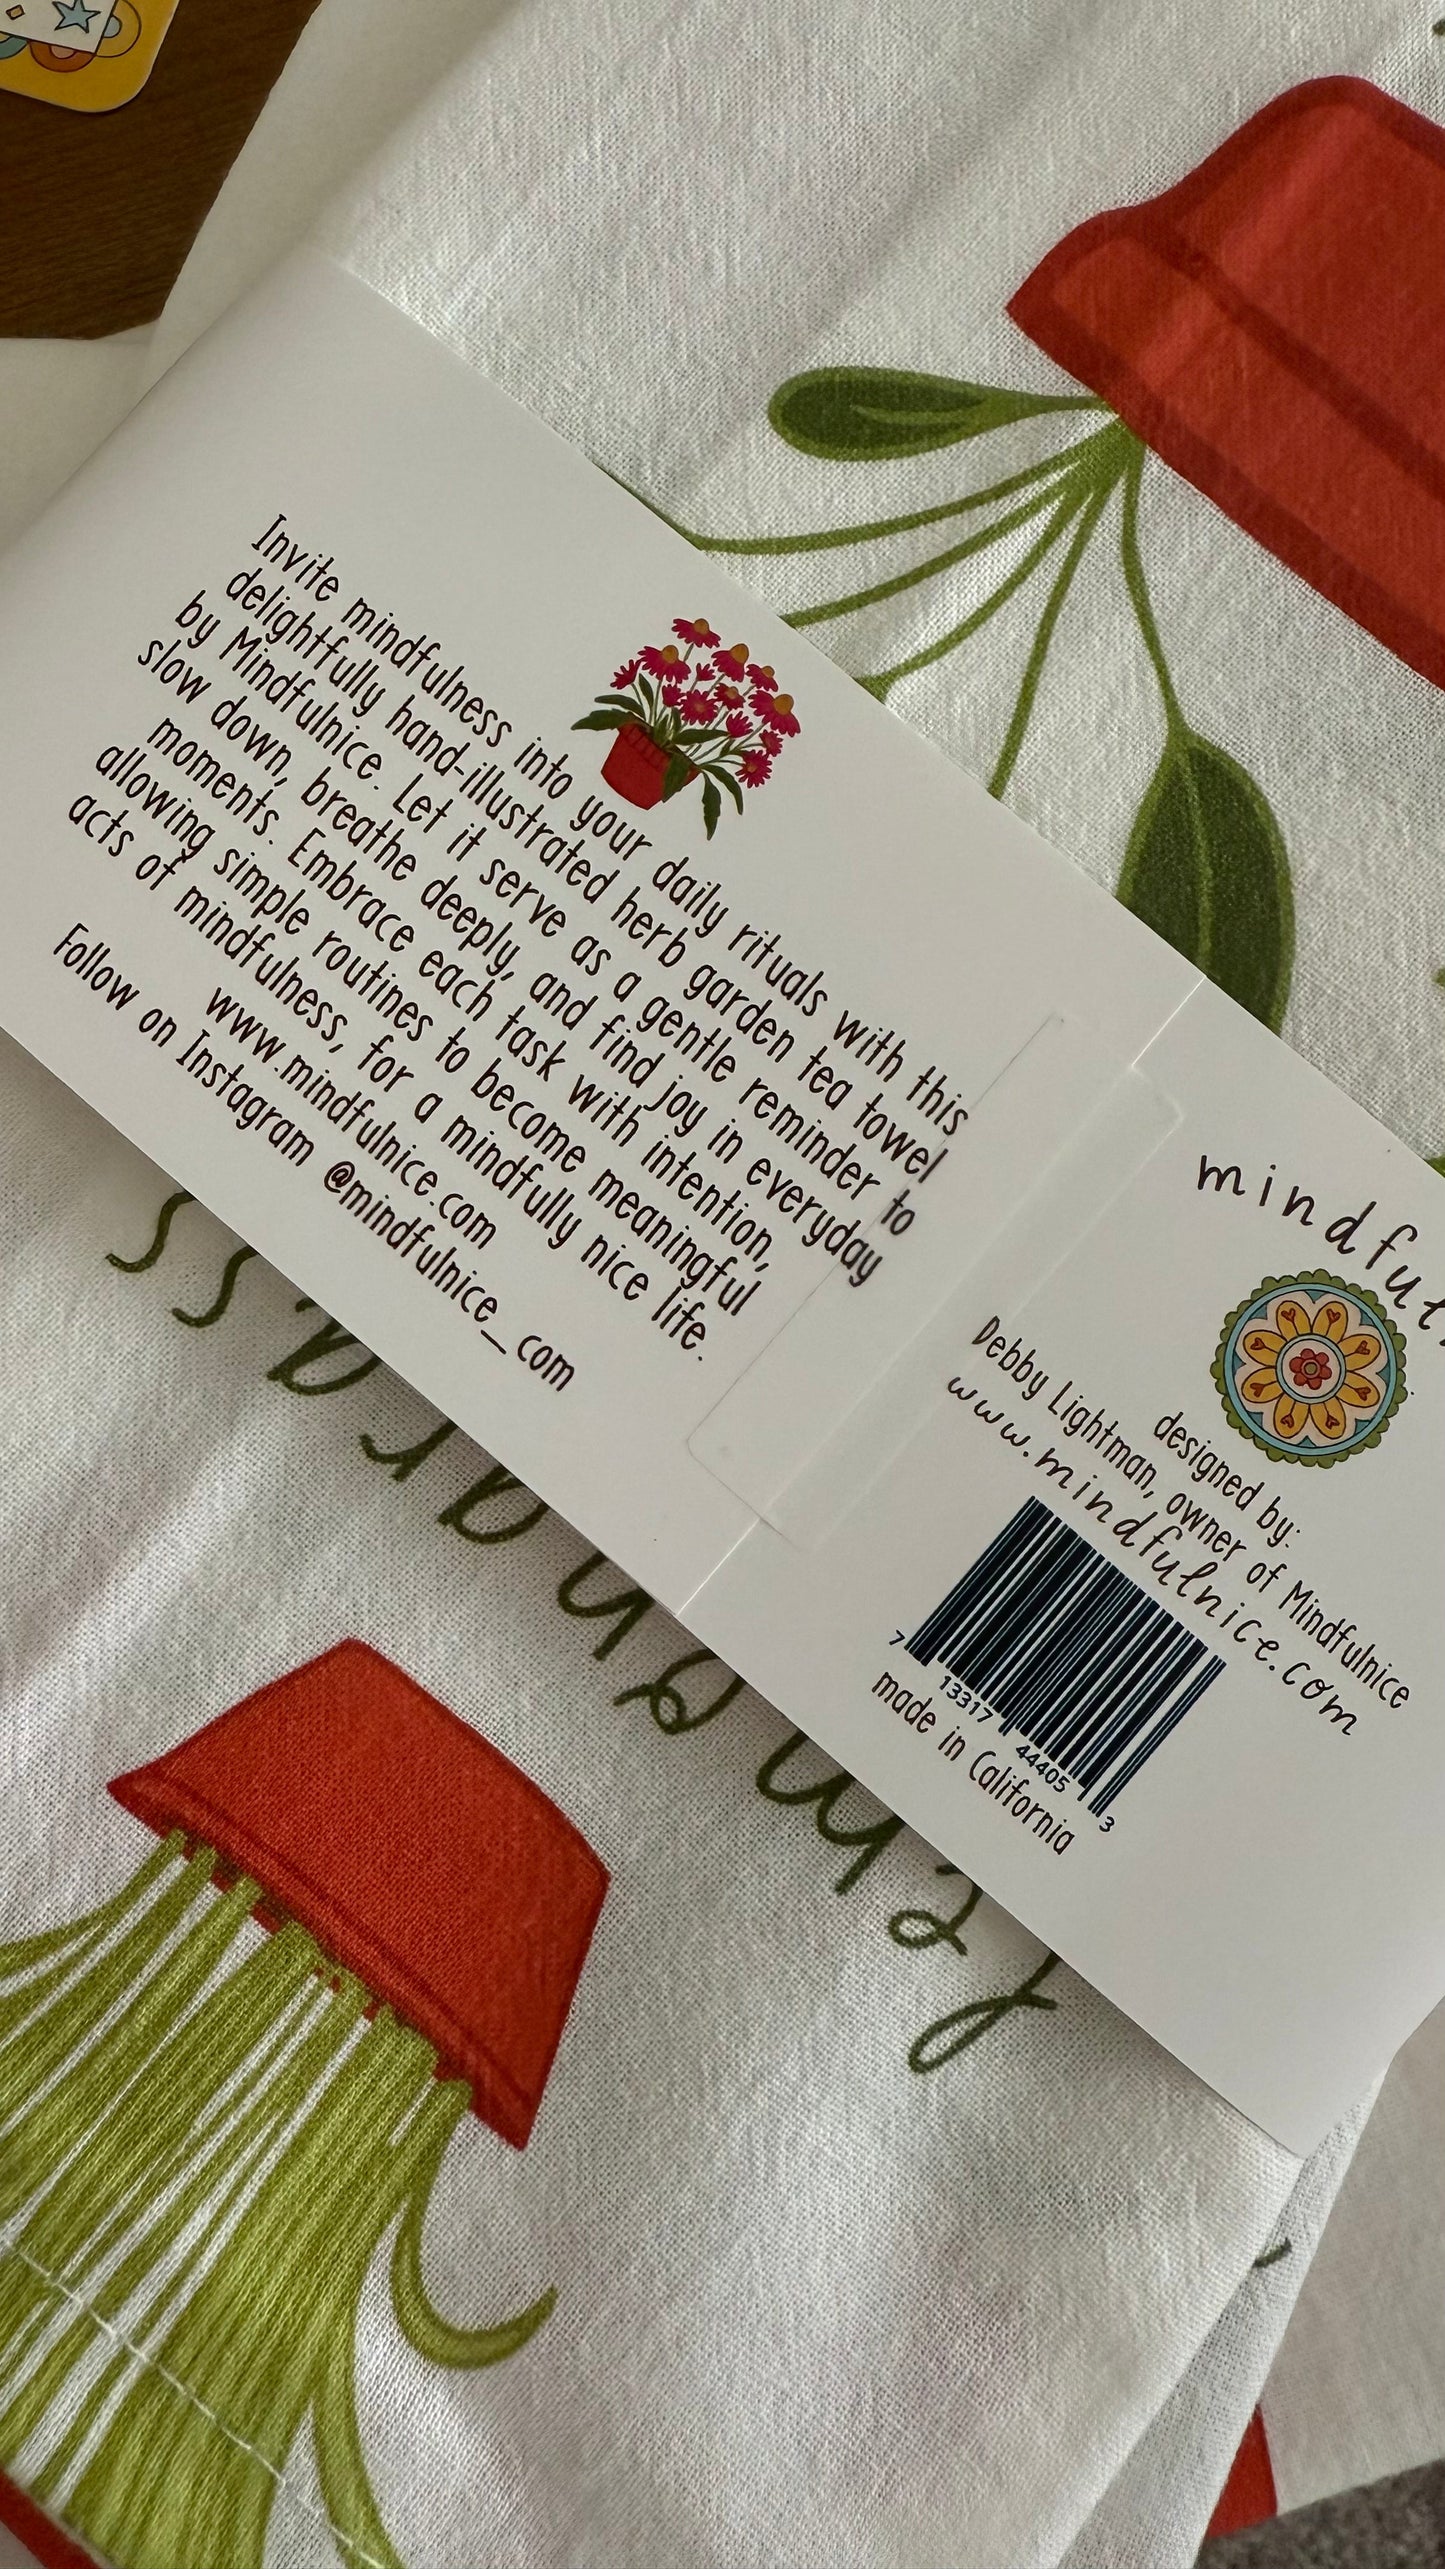 Invite mindfulness into your daily rituals with this
delightfully hand-illustrated herb garden tea towel
by Mindfulnice. Let it serve as a gentle reminder to
slow down, breathe deeply, and find joy in everyday
moments. Embrace each task with intention,
allowing simple routines to become meaningful
acts of mindfulness, for a mindfully nice life.
www.mindfulnice.com
Follow on Instagram @mindfulnice_com
mindful
designed by:
Debby Lightman, owner of Mindfulnice
www.mindfulnice.com
7 13317 44405 3
made in California